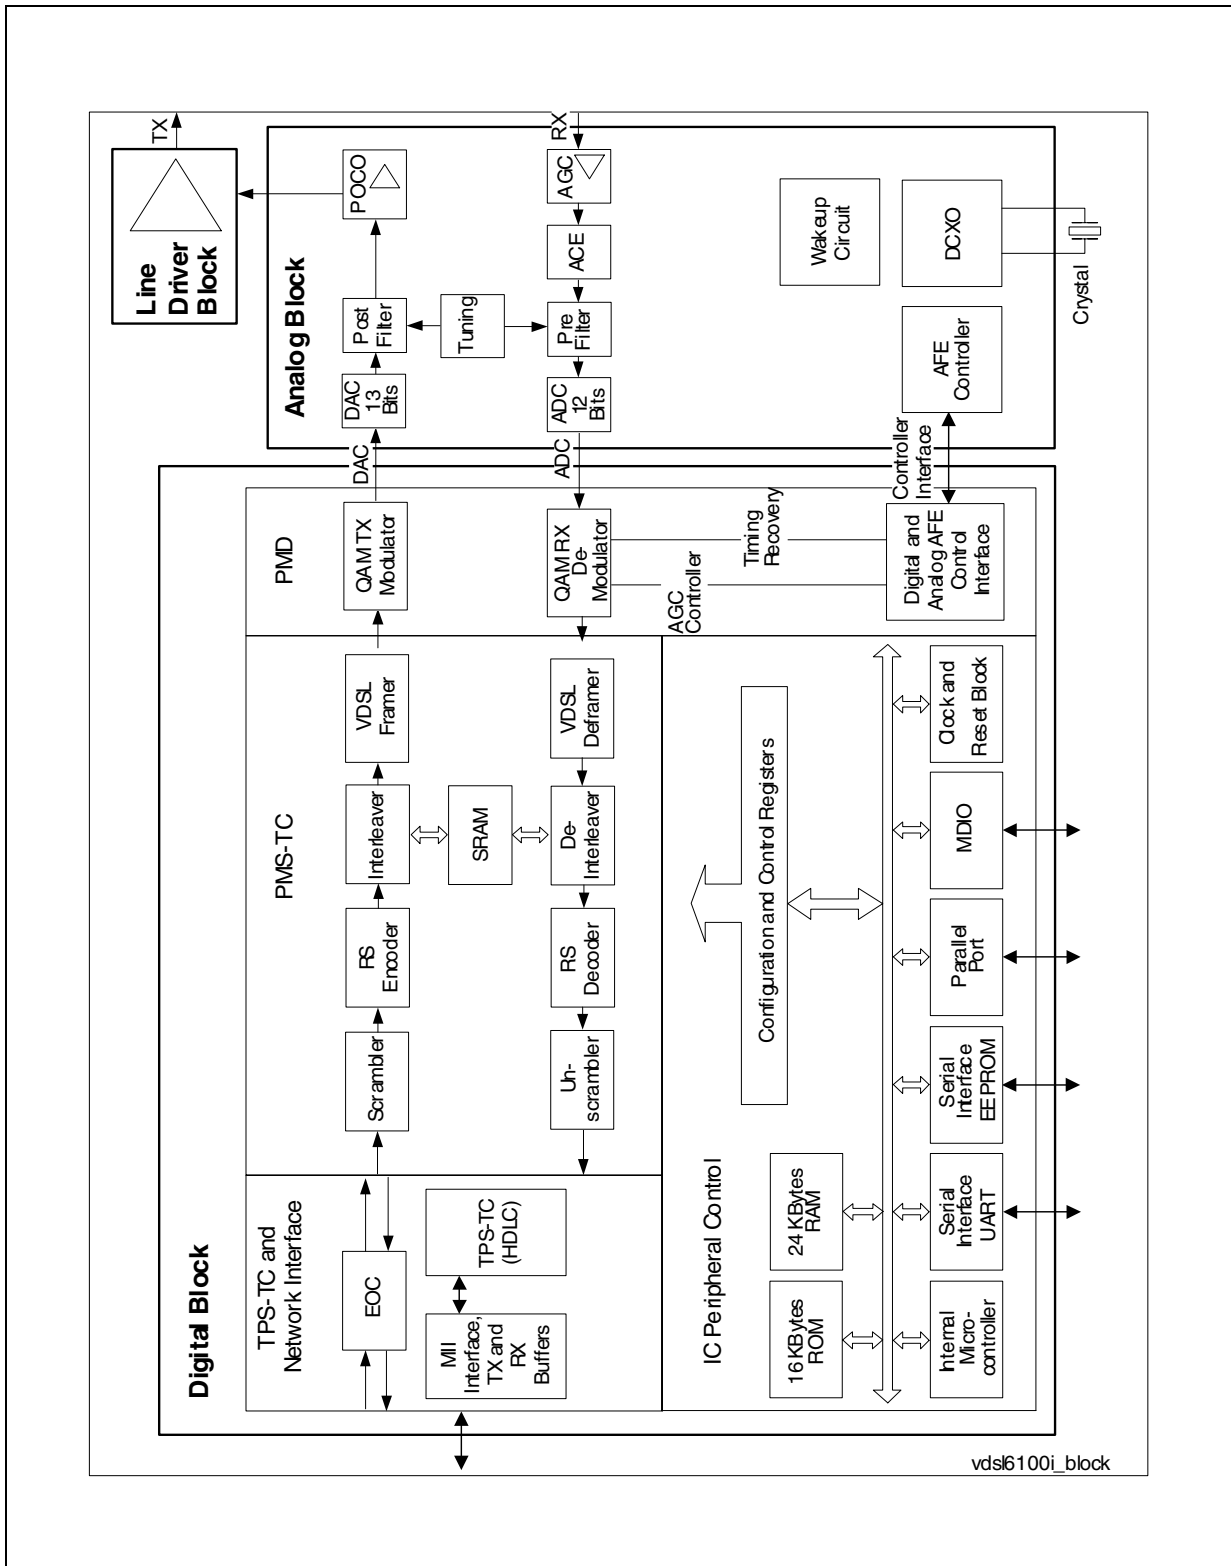 TX
Line
Driver
Block
Analog Block
POCO
Post
Filter
DAC
13
Bits
Tuning
RX
AGC
ACE
Pre
Filter
ADC
12
Bits
Wakeup
Circuit
DCXO
Crystal
AFE
Controller
Controller
Interface
DAC
ADC
Digital Block
PMD
QAM TX
Modulator
QAM RX
De-
Modulator
Timing
Recovery
AGC
Controller
Digital and
Analog AFE
Control
Interface
PMS-TC
VDSL
Framer
Interleaver
RS
Encoder
Scrambler
SRAM
VDSL
Deframer
De-
Interleaver
RS
Decoder
Un-
scrambler
TPS-TC and
Network Interface
EOC
TPS-TC
(HDLC)
MII
Interface,
TX and
RX
Buffers
IC Peripheral Control
Configuration and Control Registers
24 KBytes
RAM
16 KBytes
ROM
Clock and
Reset Block
MDIO
Parallel
Port
Serial
Interface
EEPROM
Serial
Interface
UART
Internal
Micro-
controller
vdsl6100i_block